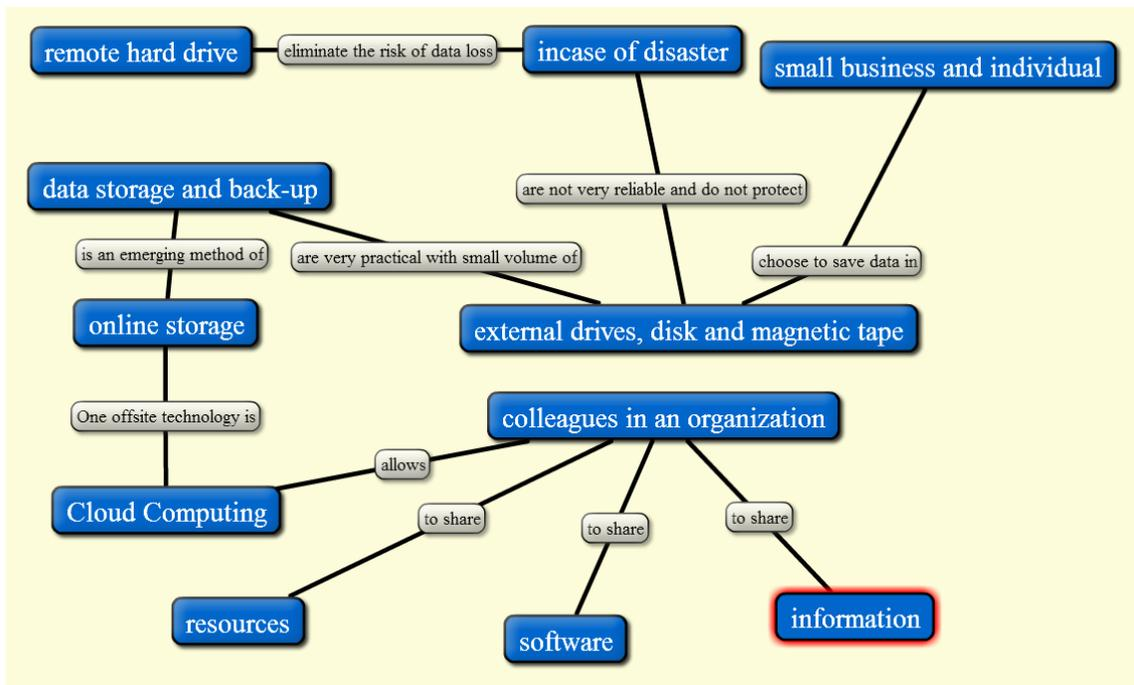 remote hard drive
eliminate the risk of data loss
incase of disaster
small business and individual
data storage and back-up
are not very reliable and do not protect
is an emerging method of
are very practical with small volume of
choose to save data in
online storage
external drives, disk and magnetic tape
One offsite technology is
colleagues in an organization
allows
Cloud Computing
to share
to share
to share
resources
software
information